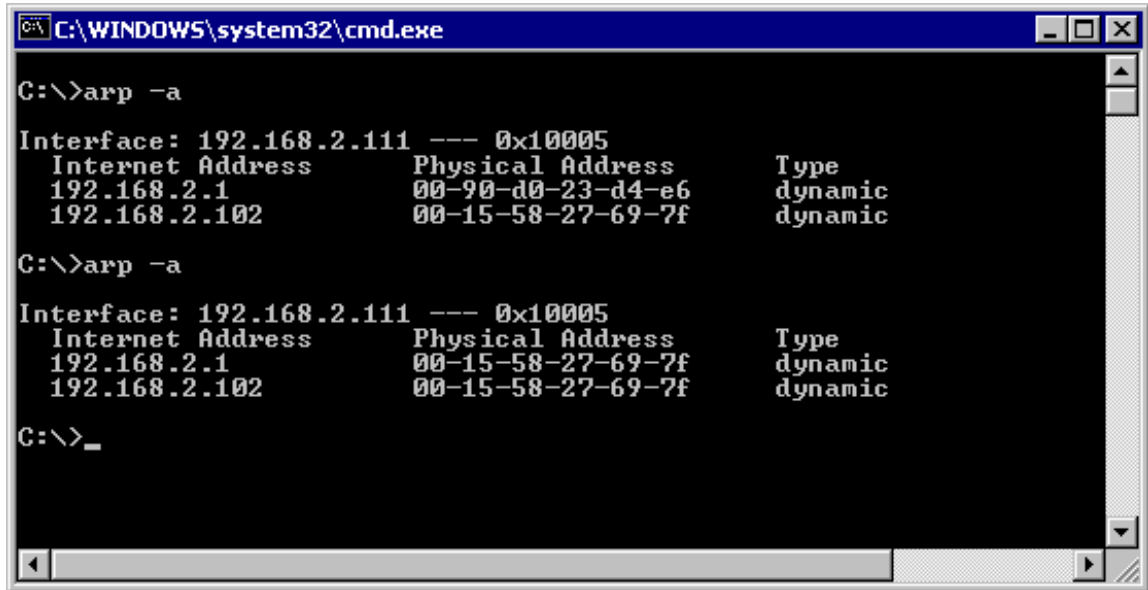 C:\WINDOWS\system32\cmd.exe
C:\>arp -a
Interface: 192.168.2.111 --- 0x10005
Internet Address Physical Address Type
192.168.2.1 00-90-d0-23-d4-e6 dynamic
192.168.2.102 00-15-58-27-69-7f dynamic
C:\>arp -a
Interface: 192.168.2.111 --- 0x10005
Internet Address Physical Address Type
192.168.2.1 00-15-58-27-69-7f dynamic
192.168.2.102 00-15-58-27-69-7f dynamic
C:\>_